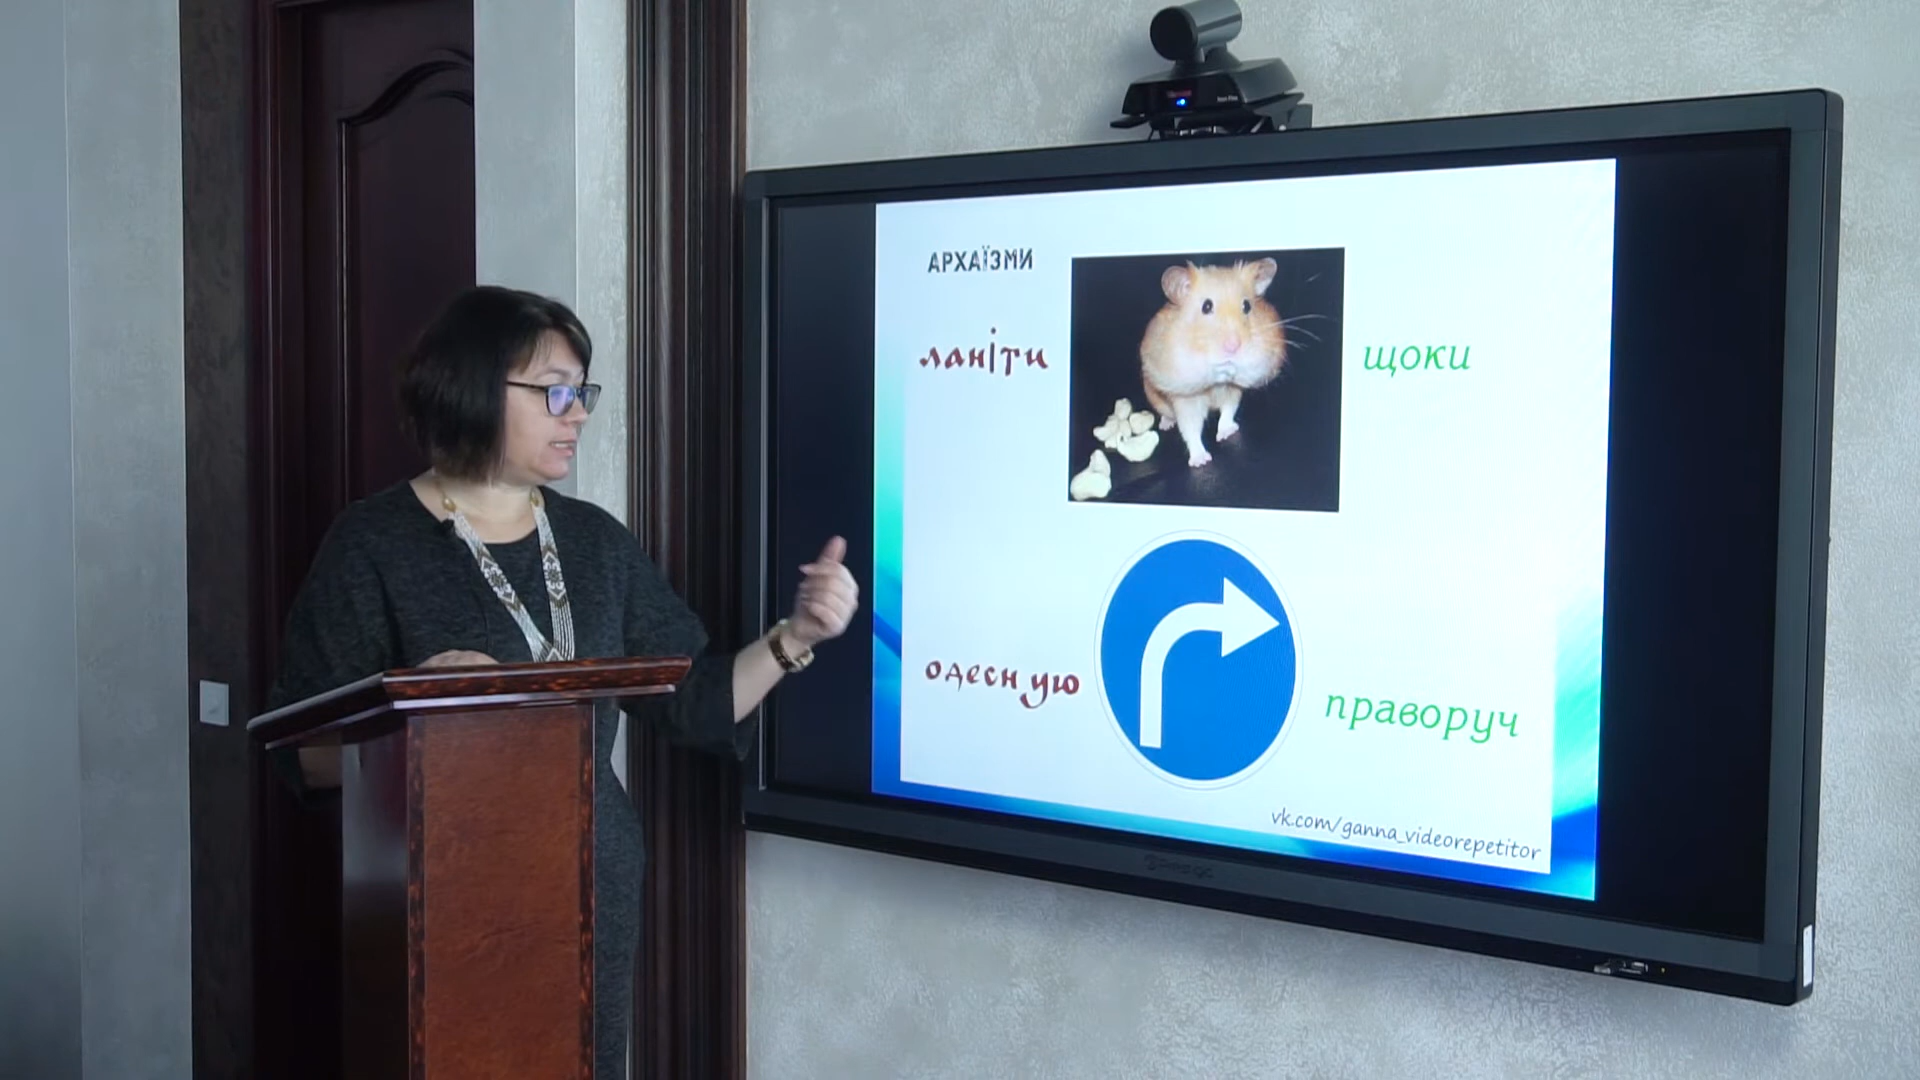 АРХАЇЗМИ
ланіти
щоки
одесную
праворуч
vk.com/ganna_videorepetitor